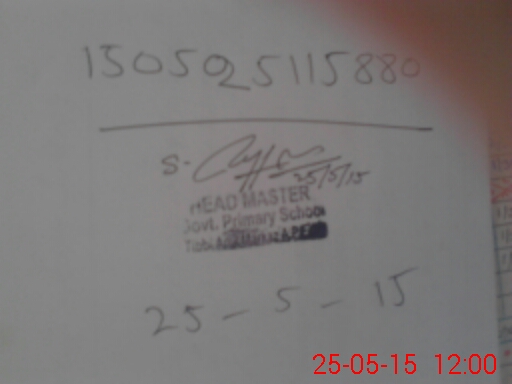 150525115880
S-
25/5/15
HEAD MASTER
Govt. Primary School
25-5-15
25-05-15 12:00